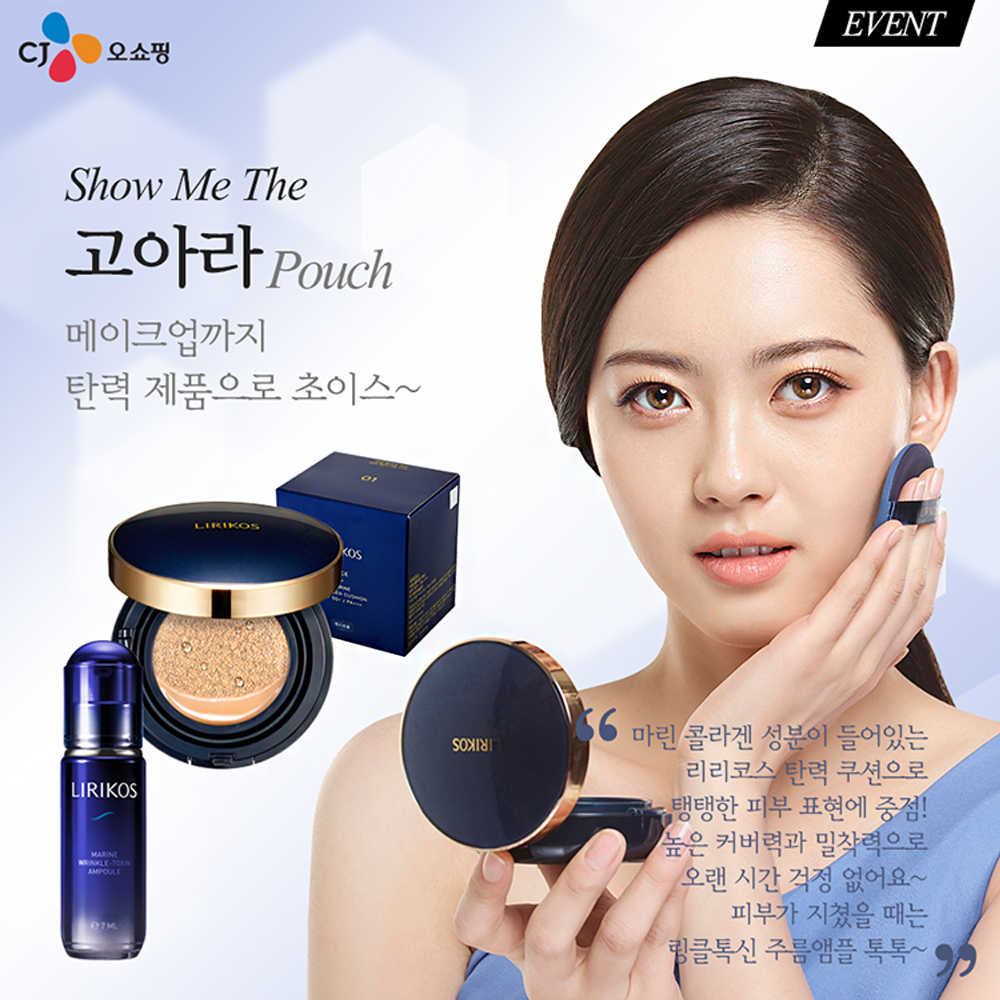 CJ 오쇼핑
EVENT
Show Me The
고아라 Pouch
메이크업까지
탄력 제품으로 초이스~
01
LIRIKOS
LIRIKOS
MARINE
WRINKLE-TOXIN
AMPOULE
7 ML
LIRIKOS
“ 마린 콜라겐 성분이 들어있는
리리코스 탄력 쿠션으로
탱탱한 피부 표현에 중점!
높은 커버력과 밀착력으로
오랜 시간 걱정 없어요~
피부가 지쳤을 때는
링클톡신 주름앰플 톡톡~ ”